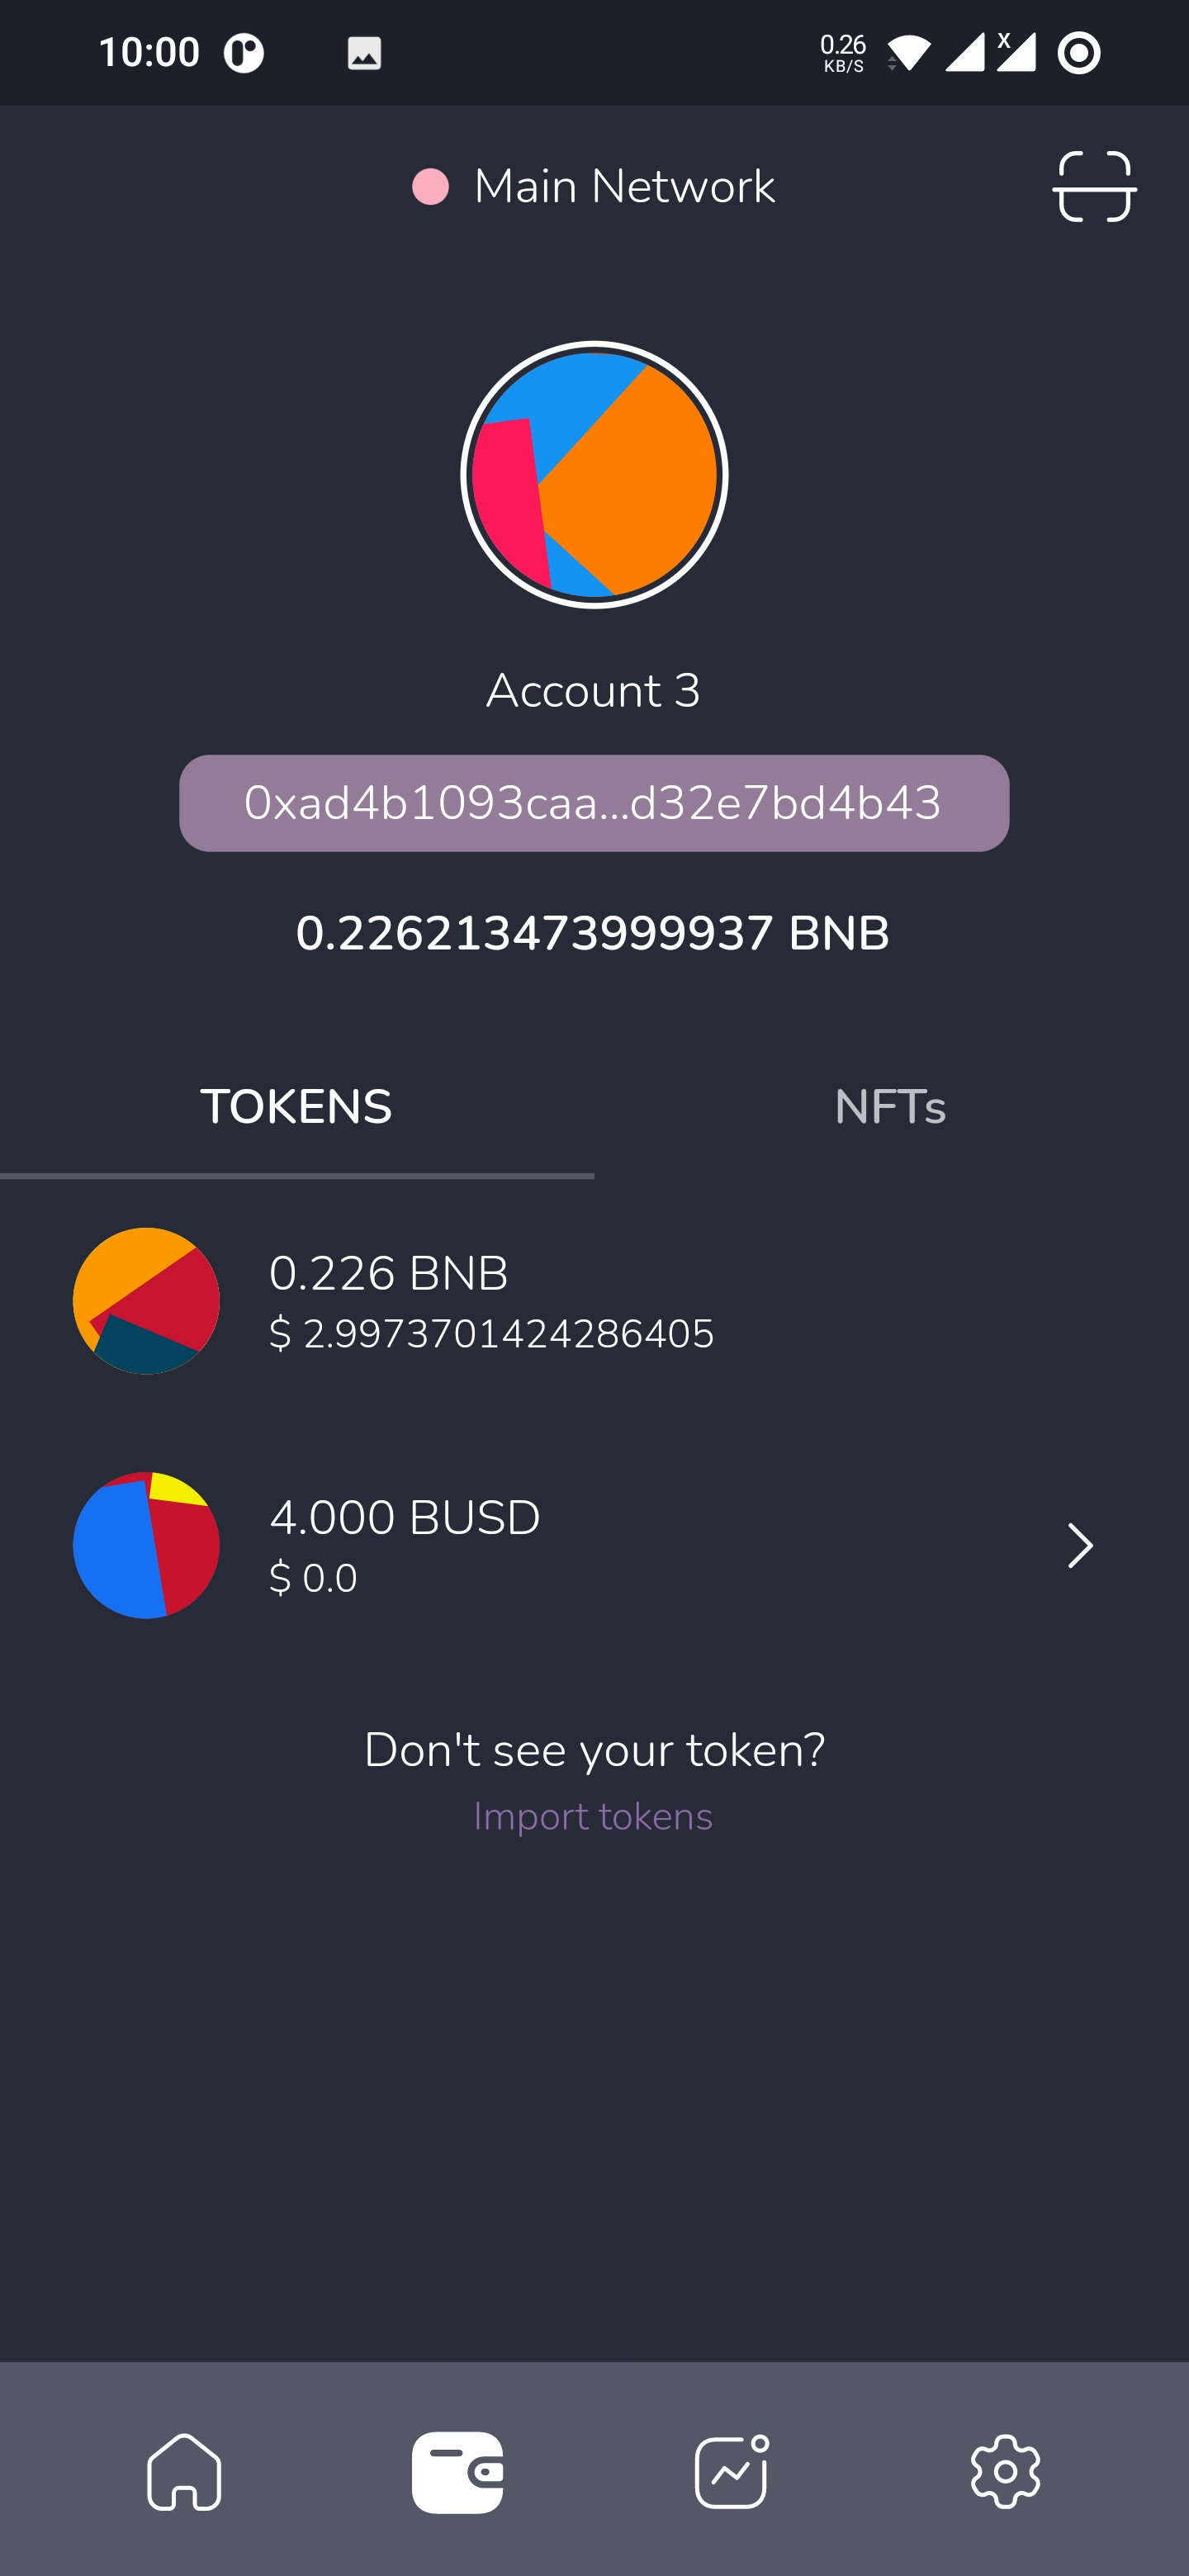 10:00
0.26
KB/S
X
Main Network
Account 3
0xad4b1093caa...d32e7bd4b43
0.226213473999937 BNB
TOKENS
NFTs
0.226 BNB
$ 2.9973701424286405
4.000 BUSD
$ 0.0
Don't see your token?
Import tokens